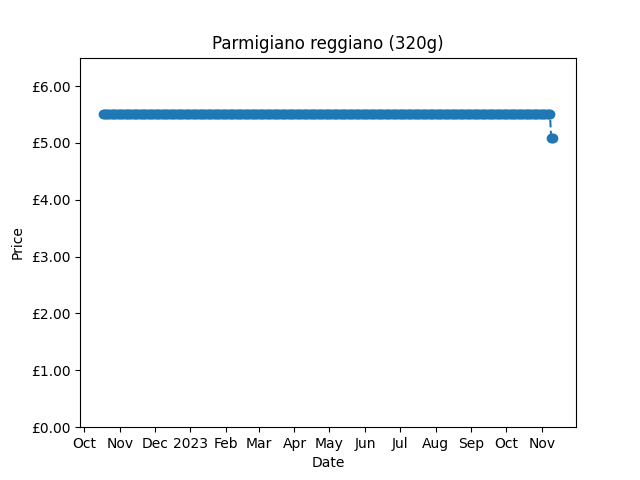 Parmigiano reggiano (320g)
£6.00
£5.00
£4.00
£3.00
£2.00
£1.00
£0.00
Price
Oct Nov Dec 2023 Feb Mar Apr May Jun Jul Aug Sep Oct Nov
Date